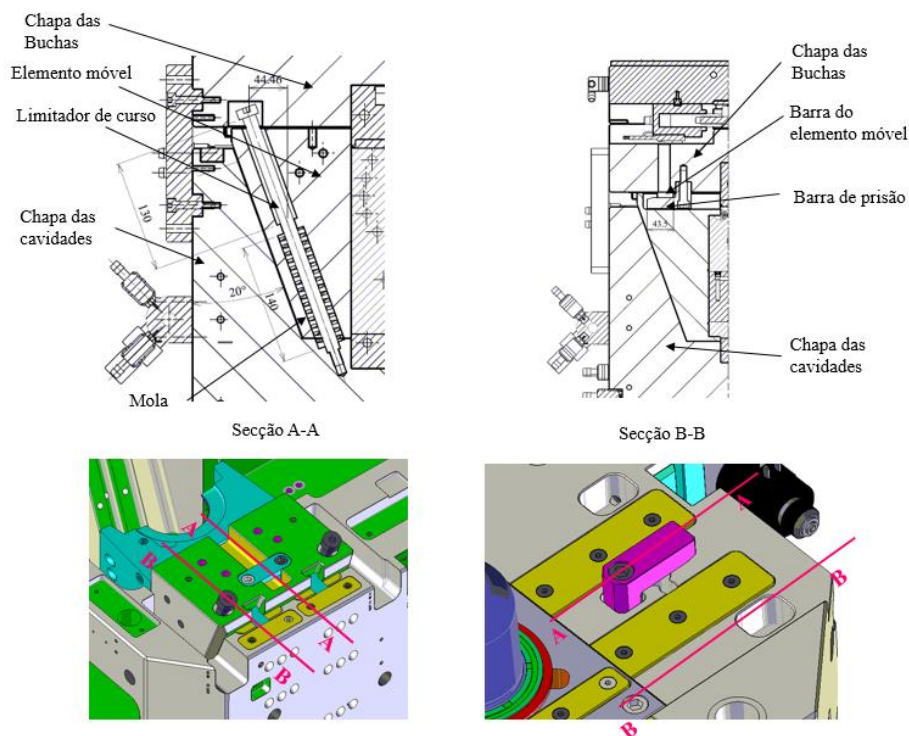 Chapa das
Buchas
Elemento móvel
Limitador de curso
Chapa das
cavidades
Mola
44.46
130
20°
140
Secção A-A
Chapa das
Buchas
Barra do
elemento móvel
Barra de prisão
43.5
Chapa das
cavidades
Secção B-B
A
B
A
B
A
B
A
B